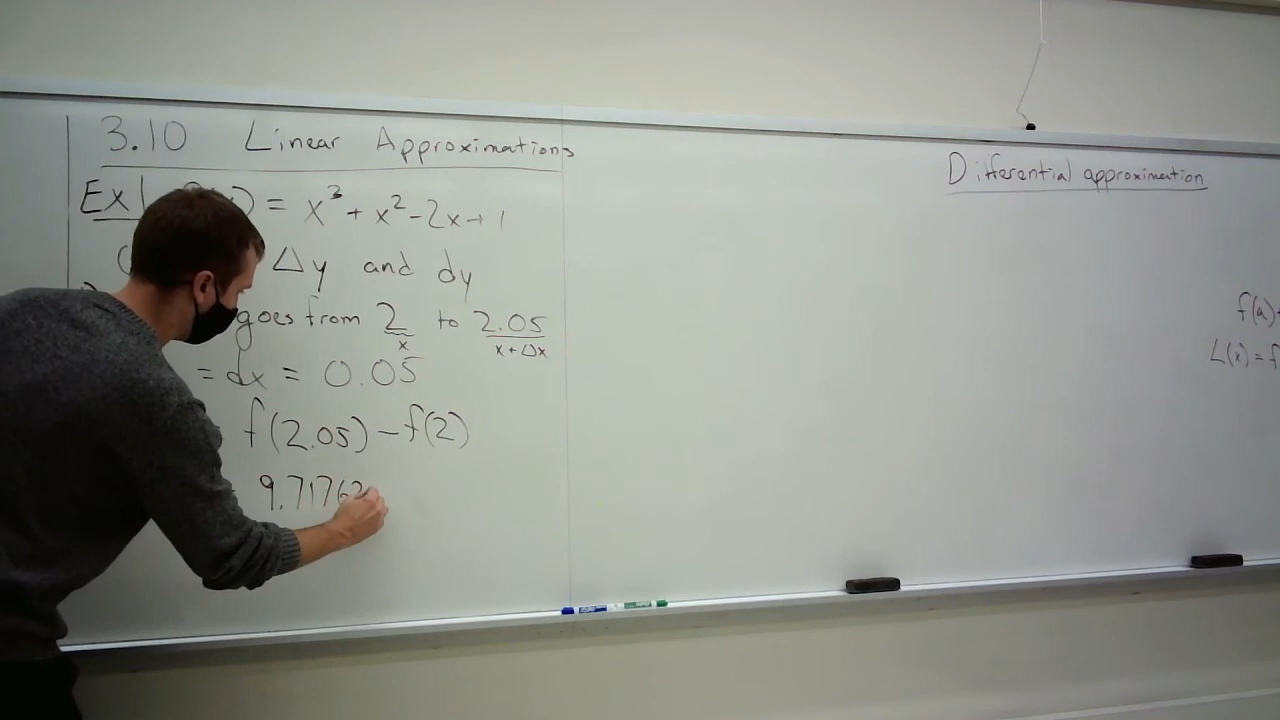 3.10 Linear Approximations
Ex1 ) = x³ + x² - 2x + 1
Δy and dy
goes from 2 to 2.05
x x + Δx
= dx = 0.05
f(2.05) - f(2)
9.7176
Differential approximation
f(a)
L(x) = f